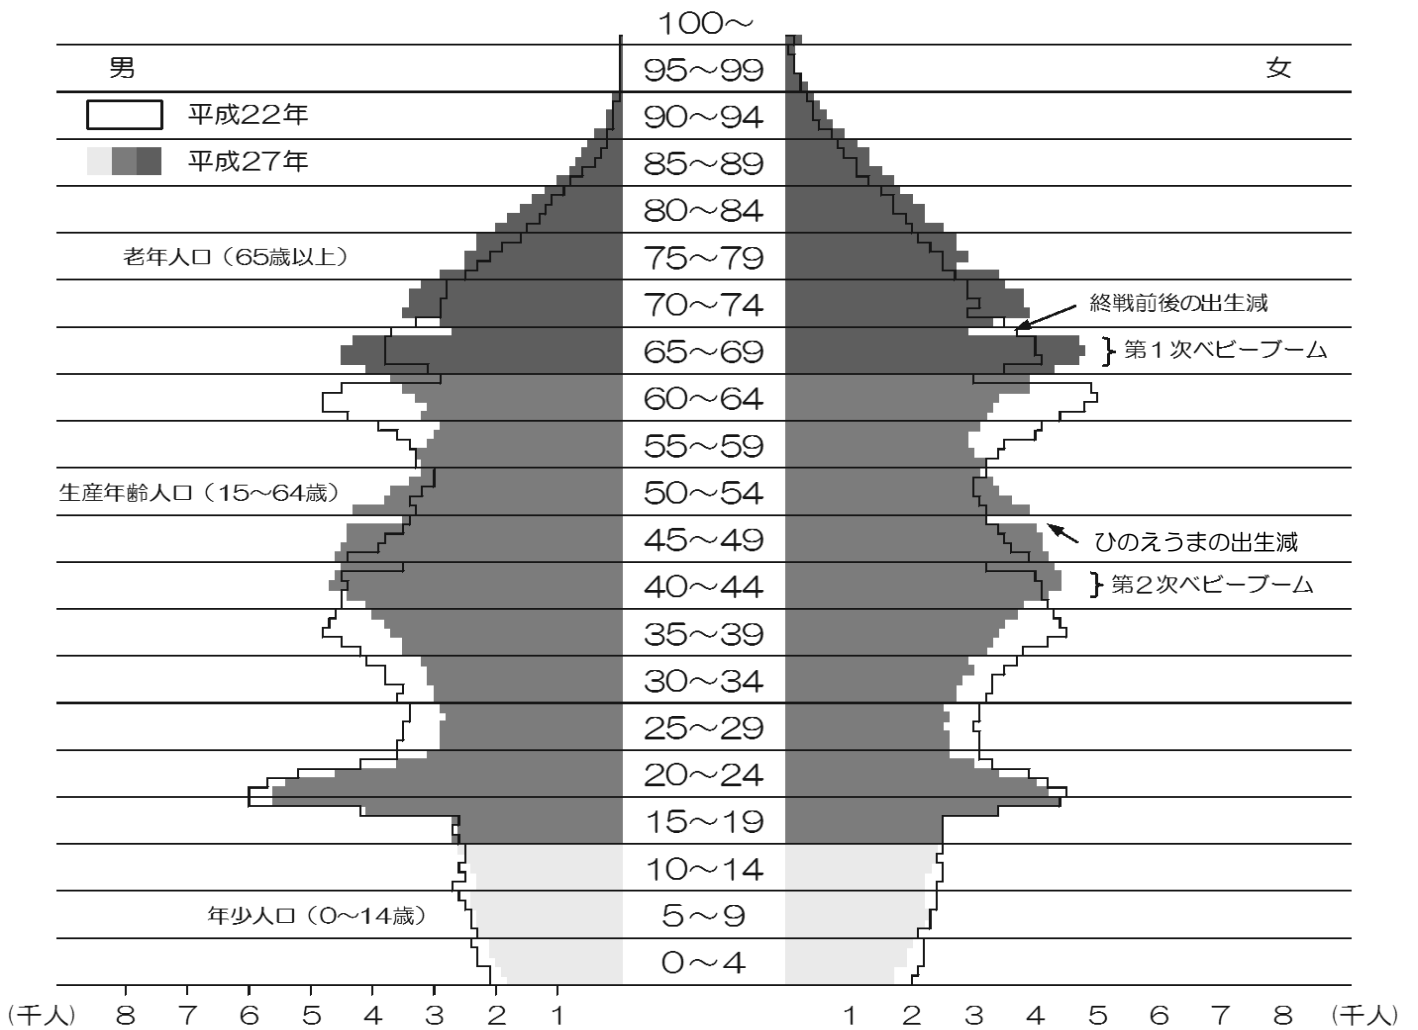 100〜
男
95〜99
女
平成22年
90〜94
平成27年
85〜89
80〜84
老年人口（65歳以上）
75〜79
70〜74
終戦前後の出生減
65〜69
} 第１次ベビーブーム
60〜64
55〜59
生産年齢人口（15〜64歳）
50〜54
45〜49
ひのえうまの出生減
40〜44
} 第２次ベビーブーム
35〜39
30〜34
25〜29
20〜24
15〜19
10〜14
年少人口（0〜14歳）
5〜9
0〜4
(千人) 8 7 6 5 4 3 2 1 1 2 3 4 5 6 7 8 (千人)